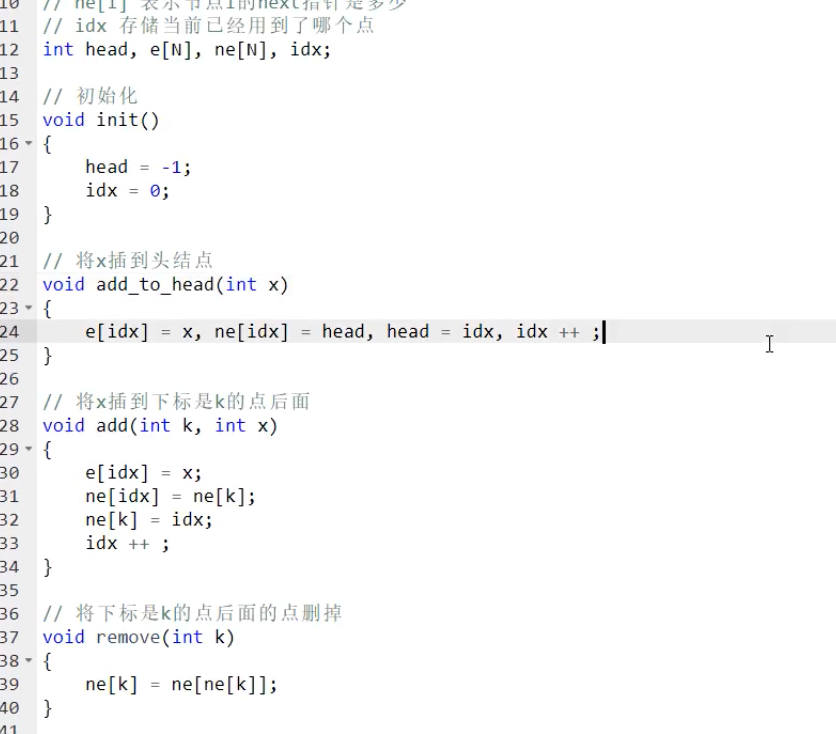 10 // ne[i] 表示节点i的next指针是多少
11 // idx 存储当前已经用到了哪个点
12 int head, e[N], ne[N], idx;
13
14 // 初始化
15 void init()
16 {
17     head = -1;
18     idx = 0;
19 }
20
21 // 将x插到头结点
22 void add_to_head(int x)
23 {
24     e[idx] = x, ne[idx] = head, head = idx, idx ++ ;
25 }
26
27 // 将x插到下标是k的点后面
28 void add(int k, int x)
29 {
30     e[idx] = x;
31     ne[idx] = ne[k];
32     ne[k] = idx;
33     idx ++ ;
34 }
35
36 // 将下标是k的点后面的点删掉
37 void remove(int k)
38 {
39     ne[k] = ne[ne[k]];
40 }
41